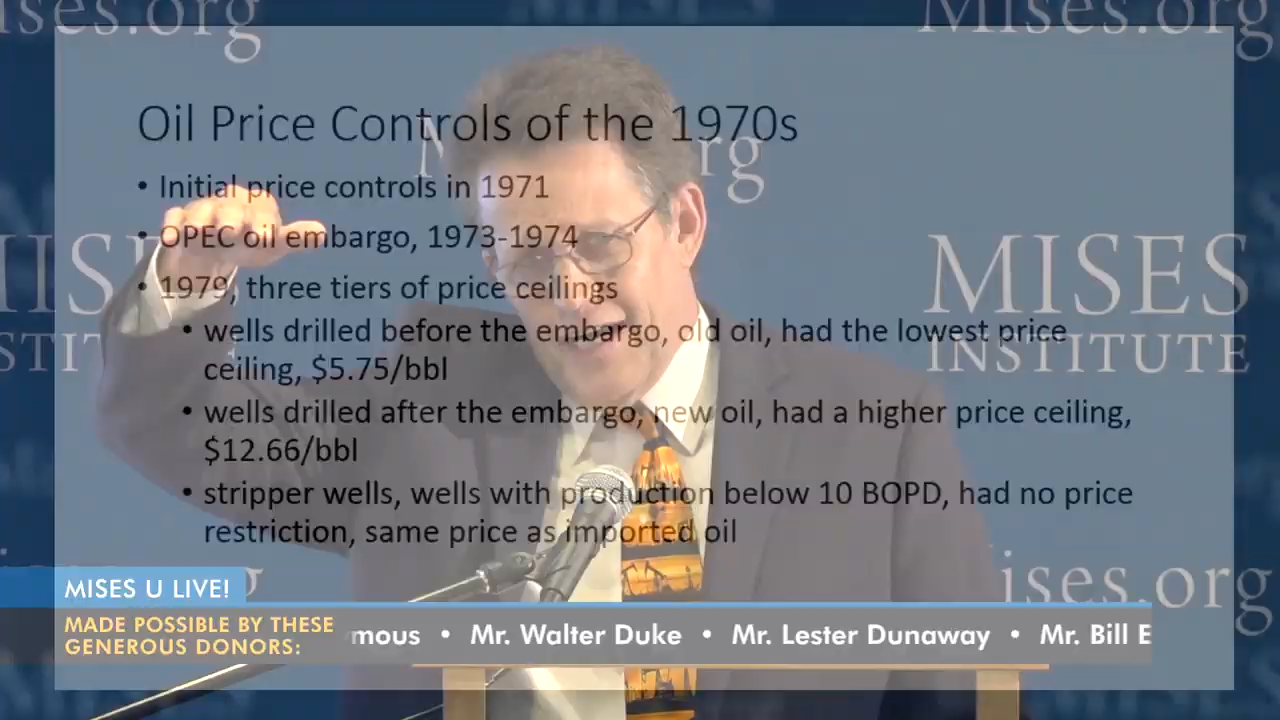 ises.org
Mises.org
Oil Price Controls of the 1970s
rg
• Initial price controls in 1971
• OPEC oil embargo, 1973-1974
• 1979, three tiers of price ceilings
• wells drilled before the embargo, old oil, had the lowest price
ceiling, $5.75/bbl
• wells drilled after the embargo, new oil, had a higher price ceiling,
$12.66/bbl
• stripper wells, wells with production below 10 BOPD, had no price
restriction, same price as imported oil
MISES
INSTITUTE
ises.org
MISES U LIVE!
MADE POSSIBLE BY THESE
GENEROUS DONORS:
mous • Mr. Walter Duke • Mr. Lester Dunaway • Mr. Bill E